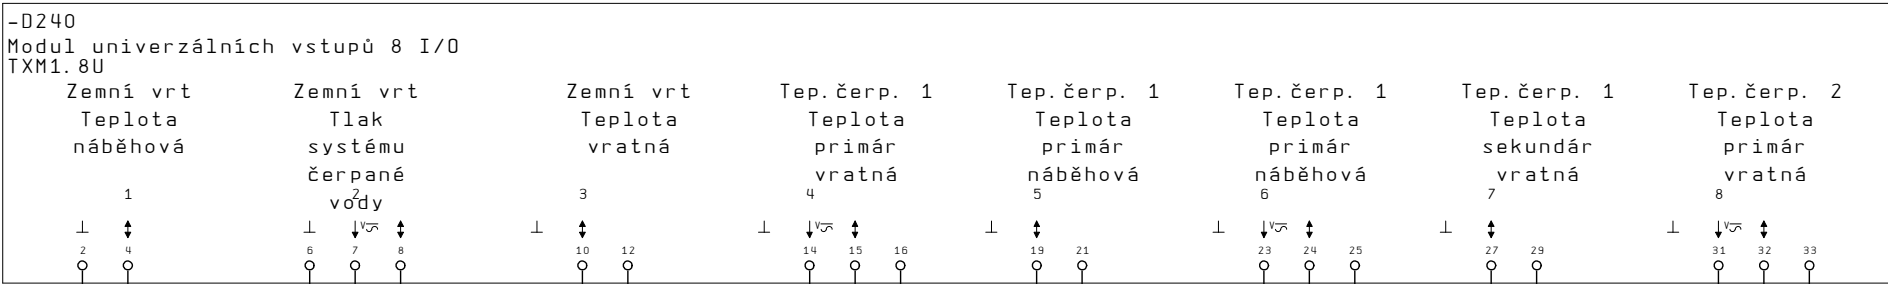 -D240
Modul univerzálních vstupů 8 I/O
TXM1.8U
Zemní vrt Zemní vrt Zemní vrt Tep.čerp. 1 Tep.čerp. 1 Tep.čerp. 1 Tep.čerp. 1 Tep.čerp. 2
Teplota Tlak Teplota Teplota Teplota Teplota Teplota Teplota
náběhová systému vratná primár primár primár sekundár primár
čerpané vratná náběhová náběhová vratná vratná
1 2 3 4 5 6 7 8
vody
V V V V
2 4 6 7 8 10 12 14 15 16 19 21 23 24 25 27 29 31 32 33